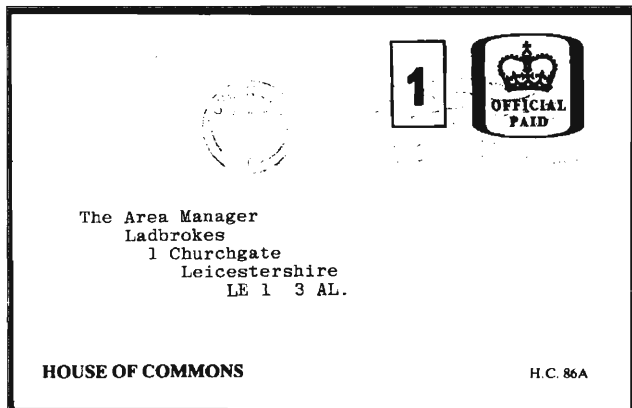 1
OFFICIAL
PAID
The Area Manager
Ladbrokes
1 Churchgate
Leicestershire
LE 1 3 AL.
HOUSE OF COMMONS
H.C. 86A